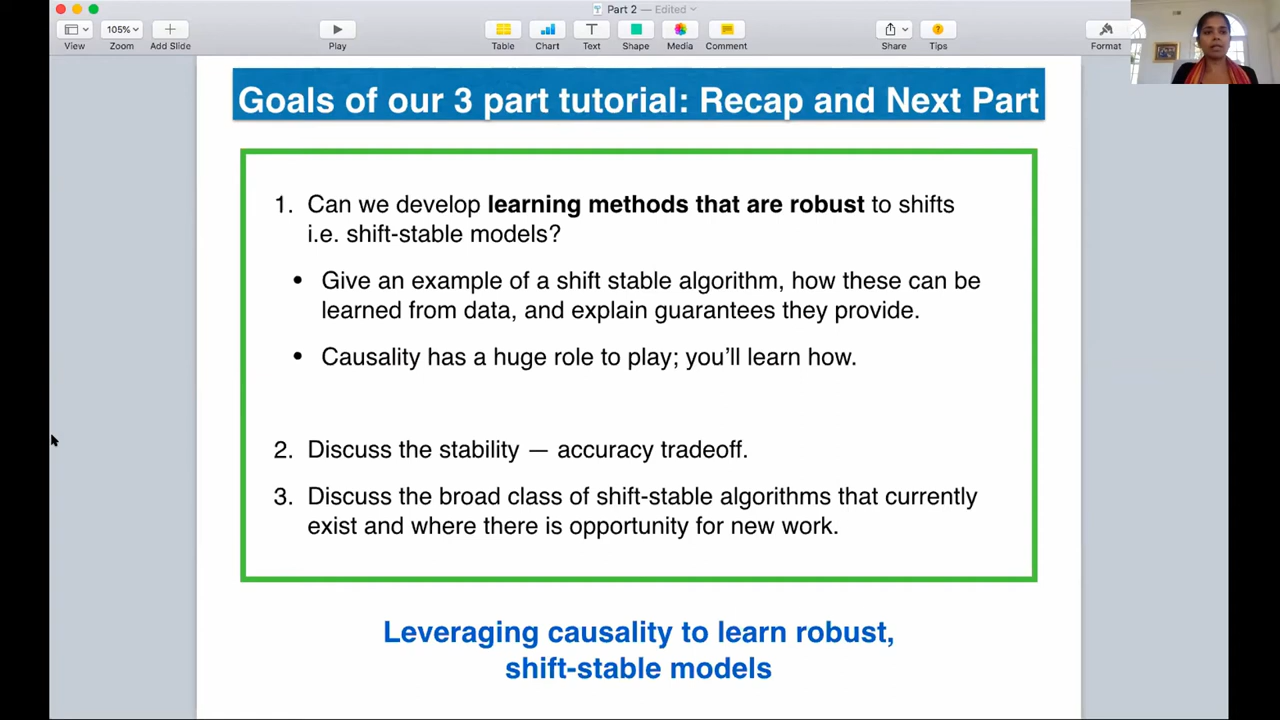 Part 2 — Edited
105%
View
Zoom
Add Slide
Play
Table
Chart
Text
Shape
Media
Comment
Share
Tips
Format
Goals of our 3 part tutorial: Recap and Next Part
1. Can we develop learning methods that are robust to shifts
i.e. shift-stable models?
• Give an example of a shift stable algorithm, how these can be
learned from data, and explain guarantees they provide.
• Causality has a huge role to play; you'll learn how.
2. Discuss the stability — accuracy tradeoff.
3. Discuss the broad class of shift-stable algorithms that currently
exist and where there is opportunity for new work.
Leveraging causality to learn robust,
shift-stable models